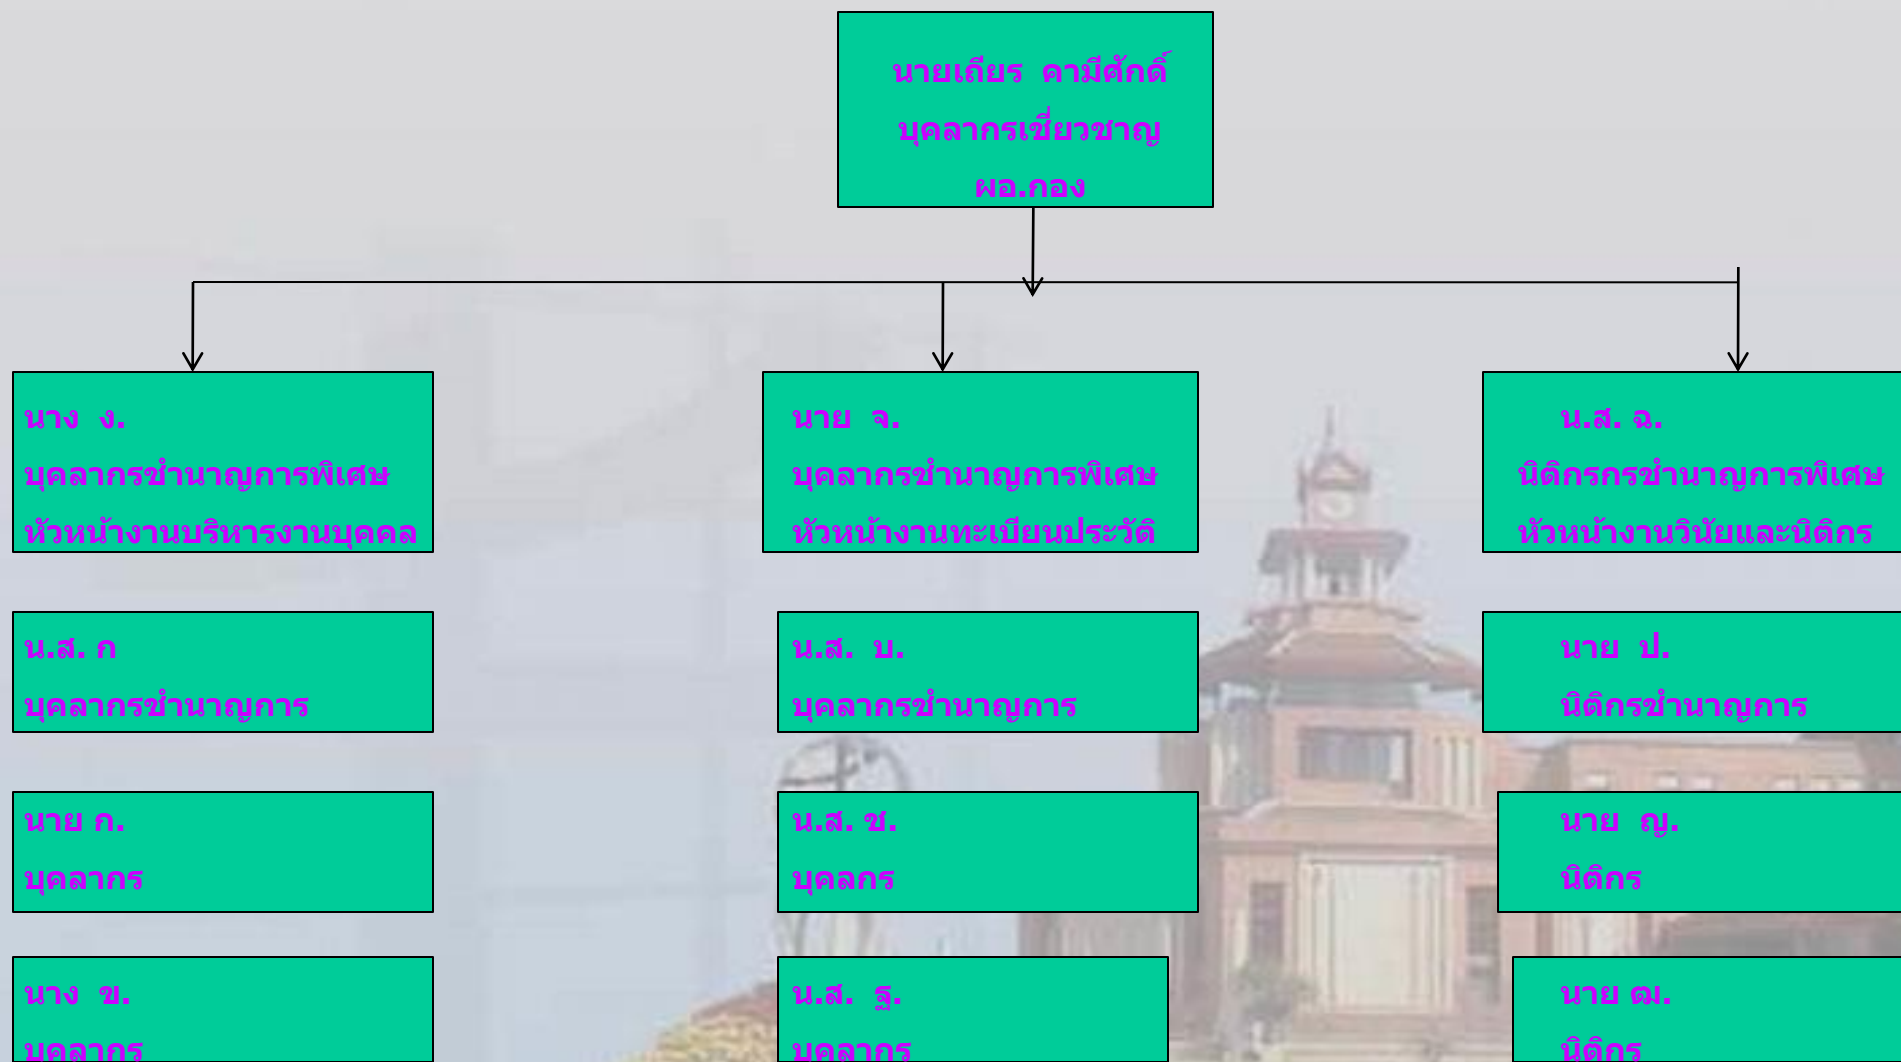 นายเถียร  คามีศักดิ์
บุคลากรเชี่ยวชาญ
ผอ.กอง
นาง  ง.
บุคลากรชำนาญการพิเศษ
หัวหน้างานบริหารงานบุคคล
นาย  จ.
บุคลากรชำนาญการพิเศษ
หัวหน้างานทะเบียนประวัติ
น.ส. ฉ.
นิติกรกรชำนาญการพิเศษ
หัวหน้างานวินัยและนิติกร
น.ส. ก
บุคลากรชำนาญการ
น.ส.  บ.
บุคลากรชำนาญการ
นาย  ป.
นิติกรชำนาญการ
นาย ก.
บุคลากร
น.ส. ช.
บุคลกร
นาย  ญ.
นิติกร
นาง  ข.
บุคลากร
น.ส.  ฐ.
บุคลากร
นาย ฒ.
นิติกร